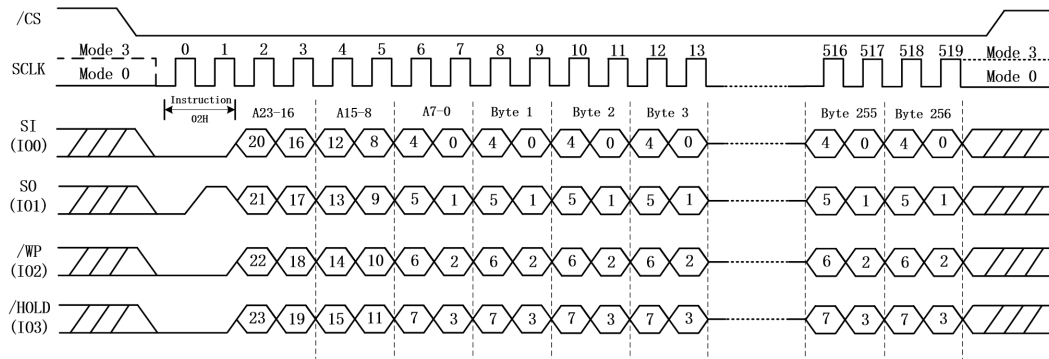 /CS
Mode 3 0 1 2 3 4 5 6 7 8 9 10 11 12 13 516 517 518 519 Mode 3
SCLK
Mode 0 Mode 0
Instruction
02H
A23-16 A15-8 A7-0 Byte 1 Byte 2 Byte 3 Byte 255 Byte 256
SI
(IO0)
20 16 12 8 4 0 4 0 4 0 4 0 4 0 4 0
SO
(IO1)
21 17 13 9 5 1 5 1 5 1 5 1 5 1 5 1
/WP
(IO2)
22 18 14 10 6 2 6 2 6 2 6 2 6 2 6 2
/HOLD
(IO3)
23 19 15 11 7 3 7 3 7 3 7 3 7 3 7 3